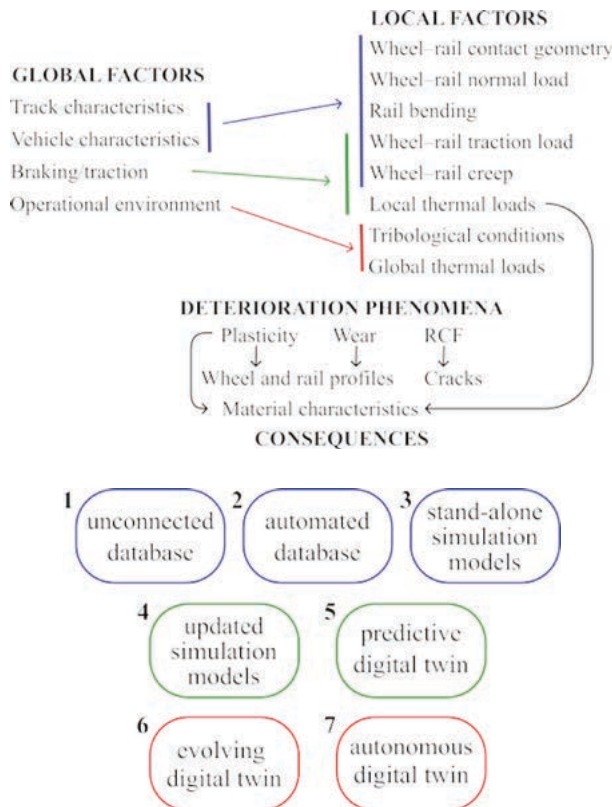 GLOBAL FACTORS
Track characteristics
Vehicle characteristics
Braking/traction
Operational environment
LOCAL FACTORS
Wheel–rail contact geometry
Wheel–rail normal load
Rail bending
Wheel–rail traction load
Wheel–rail creep
Local thermal loads
Tribological conditions
Global thermal loads
DETERIORATION PHENOMENA
Plasticity Wear RCF
Wheel and rail profiles Cracks
Material characteristics
CONSEQUENCES
1 unconnected
database
2 automated
database
3 stand-alone
simulation
models
4 updated
simulation
models
5 predictive
digital twin
6 evolving
digital twin
7 autonomous
digital twin